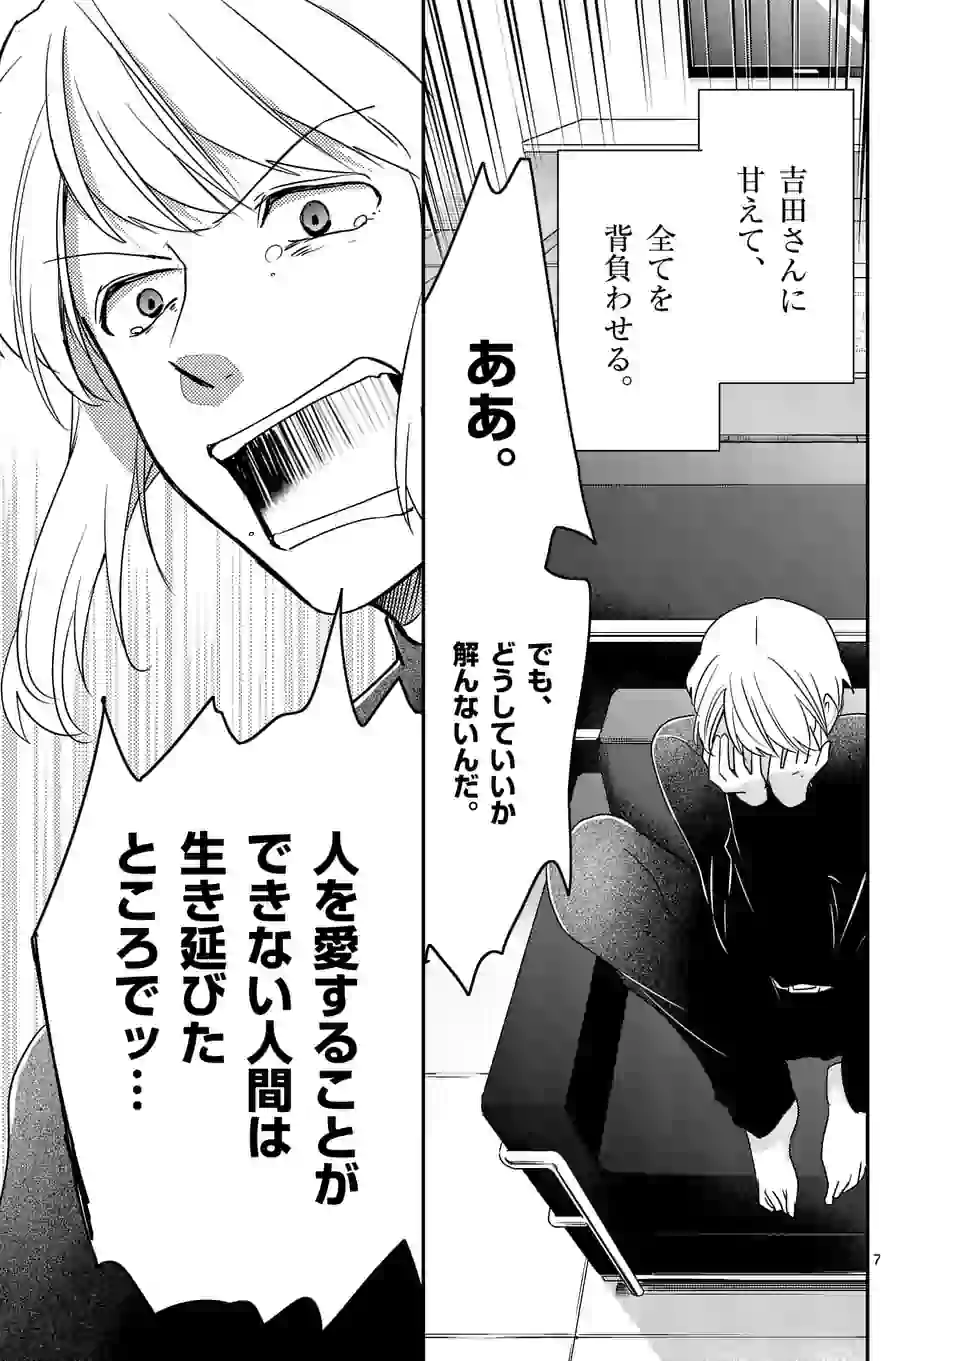 吉田さんに
甘えて、
全てを
背負わせる。
ああ。
でも、
どうしていいか
解んないんだ。
人を愛することが
できない人間は
生き延びた
ところでッ…
7